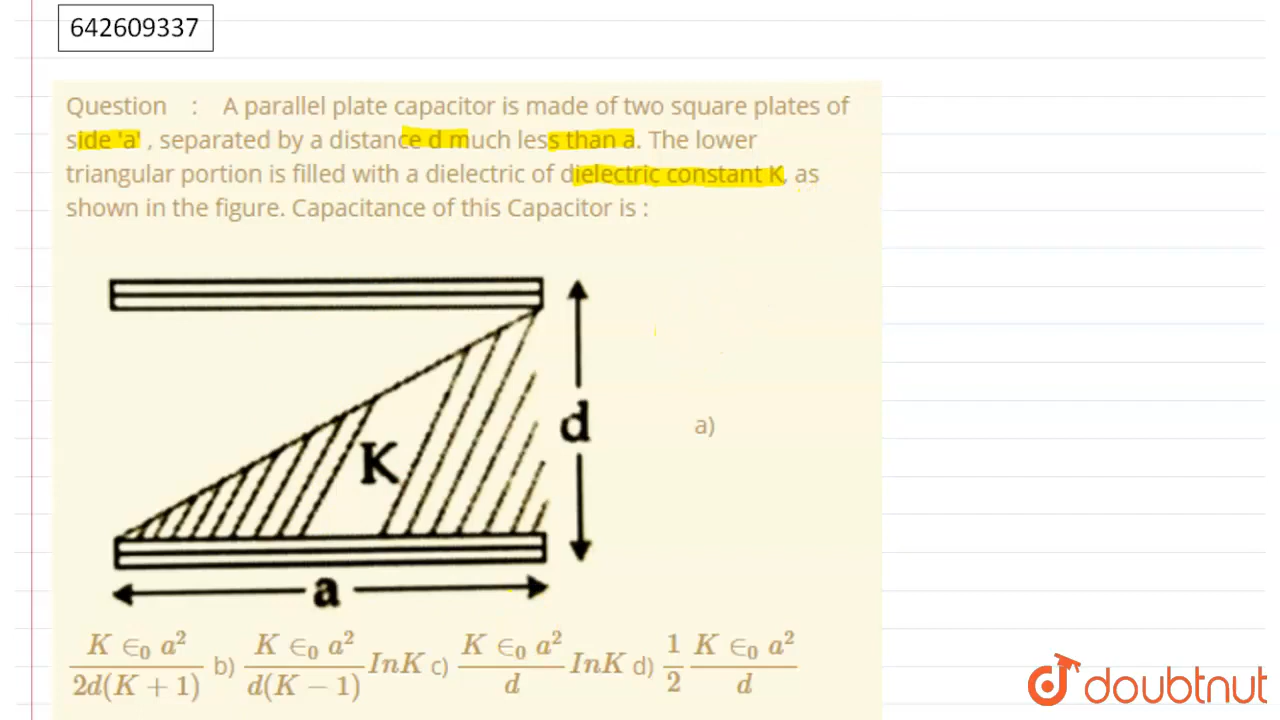 642609337
Question : A parallel plate capacitor is made of two square plates of
side 'a' , separated by a distance d much less than a. The lower
triangular portion is filled with a dielectric of dielectric constant K, as
shown in the figure. Capacitance of this Capacitor is :
K
d
a)
a
K ∈₀ a² / 2d(K + 1) b) K ∈₀ a² / d(K − 1) InK c) K ∈₀ a² / d InK d) 1/2 K ∈₀ a² / d
doubtnut